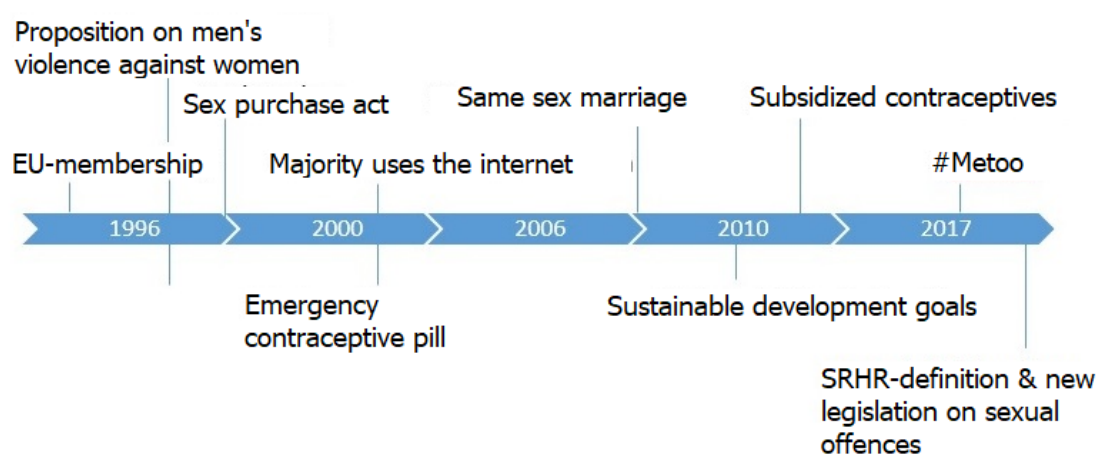 Proposition on men's
violence against women
Sex purchase act
Same sex marriage
Subsidized contraceptives
EU-membership
Majority uses the internet
#Metoo
1996
2000
2006
2010
2017
Emergency
contraceptive pill
Sustainable development goals
SRHR-definition & new
legislation on sexual
offences